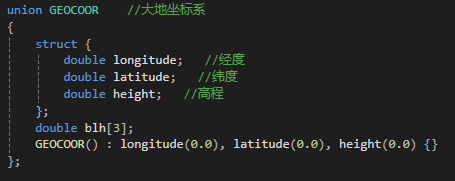 union GEOCOOR    //大地坐标系
{
    struct {
        double longitude;   //经度
        double latitude;  //纬度
        double height;   //高程
    };
    double blh[3];
    GEOCOOR() : longitude(0.0), latitude(0.0), height(0.0) {}
};